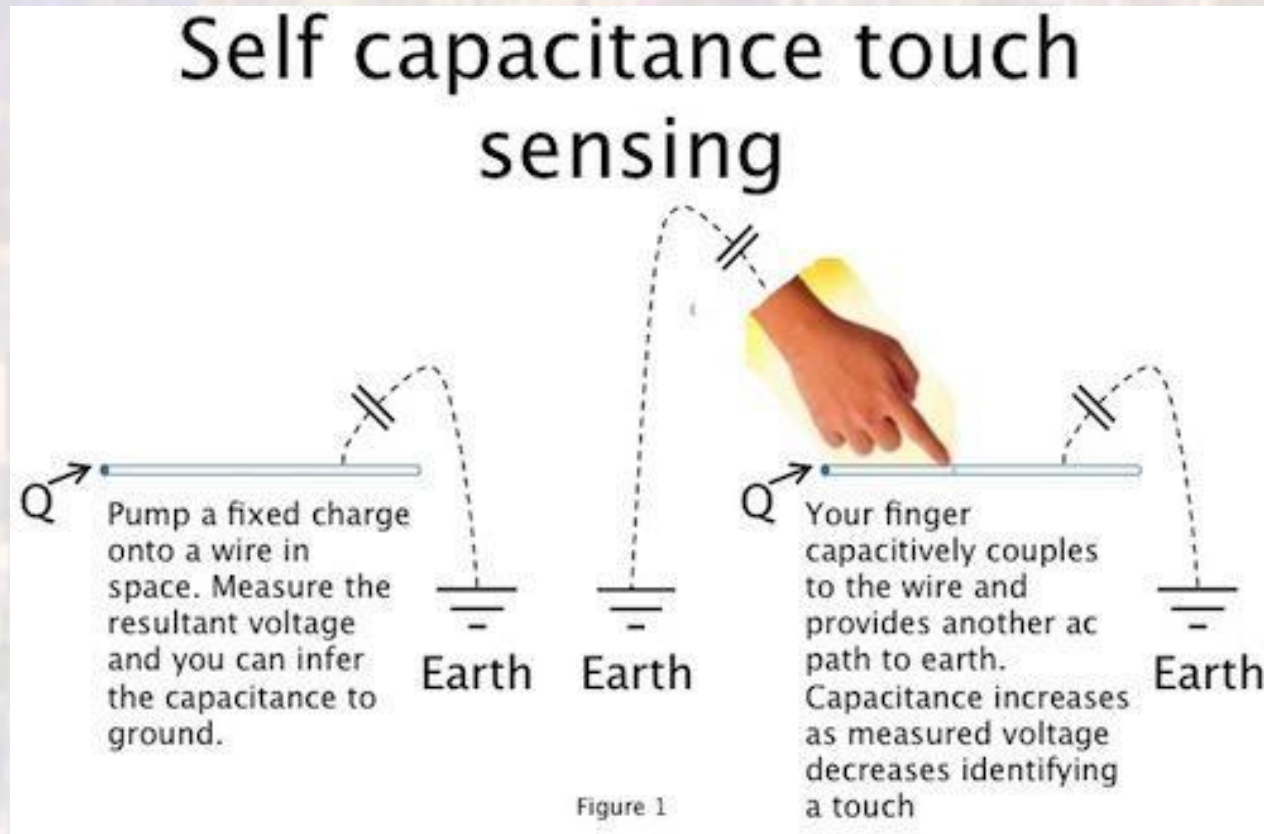 Self capacitance touch
sensing
Q
Pump a fixed charge
onto a wire in
space. Measure the
resultant voltage
and you can infer
the capacitance to
ground.
Earth
Earth
Q
Your finger
capacitively couples
to the wire and
provides another ac
path to earth.
Capacitance increases
as measured voltage
decreases identifying
a touch
Earth
Figure 1